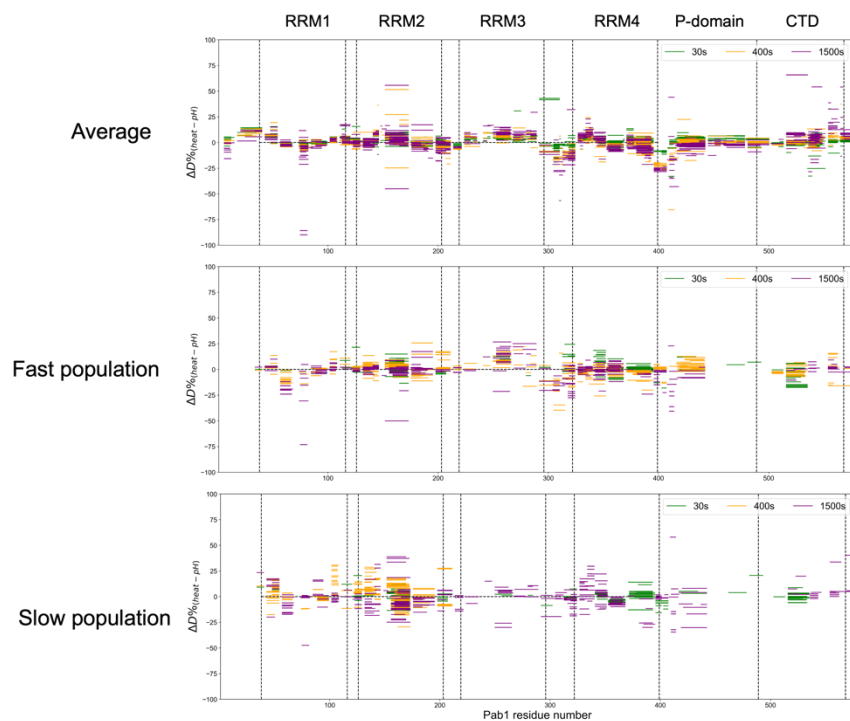 RRM1 RRM2 RRM3 RRM4 P-domain CTD
Average
ΔD%(heat − pH)
100
75
50
25
0
−25
−50
−75
−100
30s 400s 1500s
100 200 300 400 500
Fast population
ΔD%(heat − pH)
100
75
50
25
0
−25
−50
−75
−100
30s 400s 1500s
100 200 300 400 500
Slow population
ΔD%(heat − pH)
100
75
50
25
0
−25
−50
−75
−100
30s 400s 1500s
100 200 300 400 500
Pab1 residue number